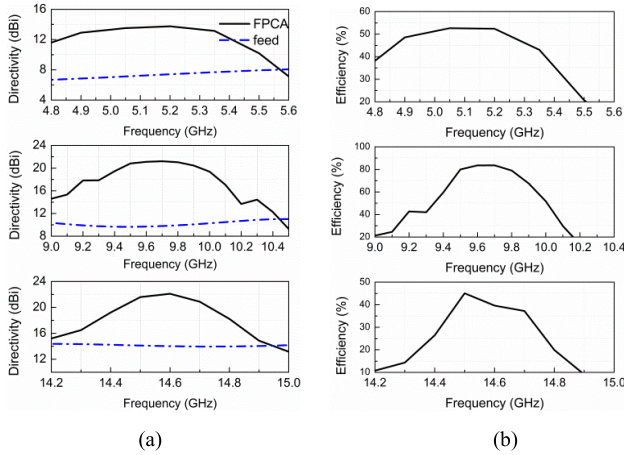 16
12
8
4
Directivity (dBi)
FPCA
feed
4.8 4.9 5.0 5.1 5.2 5.3 5.4 5.5 5.6
Frequency (GHz)
60
50
40
30
20
Efficiency (%)
4.8 4.9 5.0 5.1 5.2 5.3 5.4 5.5 5.6
Frequency (GHz)
24
20
16
12
8
Directivity (dBi)
9.0 9.2 9.4 9.6 9.8 10.0 10.2 10.4
Frequency (GHz)
100
80
60
40
20
Efficiency (%)
9.0 9.2 9.4 9.6 9.8 10.0 10.2 10.4
Frequency (GHz)
24
20
16
12
Directivity (dBi)
14.2 14.4 14.6 14.8 15.0
Frequency (GHz)
50
40
30
20
10
Efficiency (%)
14.2 14.4 14.6 14.8 15.0
Frequency (GHz)
(a)
(b)